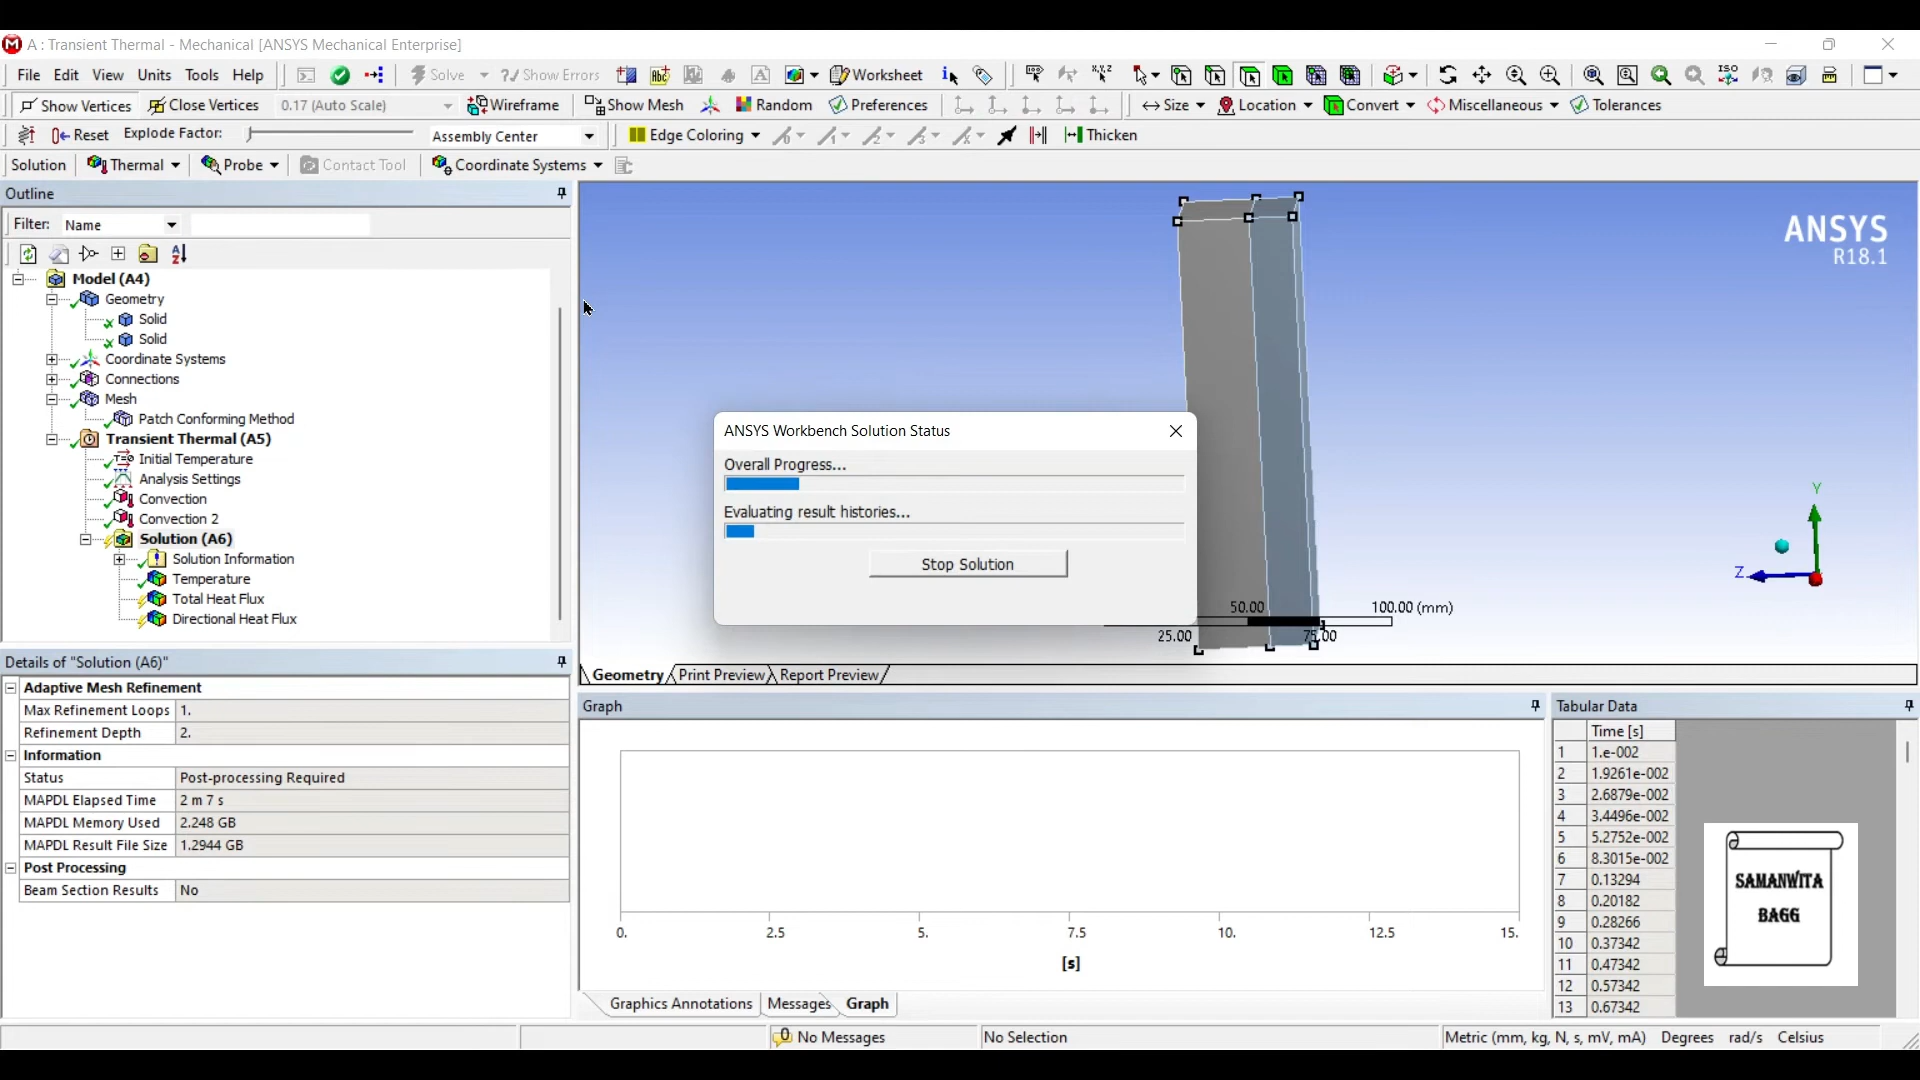 A : Transient Thermal - Mechanical [ANSYS Mechanical Enterprise]
File Edit View Units Tools Help Solve ?/ Show Errors Worksheet
Show Vertices Close Vertices 0.17 (Auto Scale) Wireframe Show Mesh Random Preferences Size Location Convert Miscellaneous Tolerances
Reset Explode Factor: Assembly Center Edge Coloring Thicken
Solution Thermal Probe Contact Tool Coordinate Systems
Outline
Filter: Name
Model (A4)
Geometry
Solid
Solid
Coordinate Systems
Connections
Mesh
Patch Conforming Method
Transient Thermal (A5)
Initial Temperature
Analysis Settings
Convection
Convection 2
Solution (A6)
Solution Information
Temperature
Total Heat Flux
Directional Heat Flux
Details of "Solution (A6)"
Adaptive Mesh Refinement
Max Refinement Loops 1.
Refinement Depth 2.
Information
Status Post-processing Required
MAPDL Elapsed Time 2 m 7 s
MAPDL Memory Used 2.248 GB
MAPDL Result File Size 1.2944 GB
Post Processing
Beam Section Results No
ANSYS
R18.1
ANSYS Workbench Solution Status
Overall Progress...
Evaluating result histories...
Stop Solution
50.00 100.00 (mm)
25.00 75.00
Y
Z
Geometry Print Preview Report Preview
Graph
0. 2.5 5. 7.5 10. 12.5 15.
[s]
Graphics Annotations Messages Graph
Tabular Data
Time [s]
1 1.e-002
2 1.9261e-002
3 2.6879e-002
4 3.4496e-002
5 5.2752e-002
6 8.3015e-002
7 0.13294
8 0.20182
9 0.28266
10 0.37342
11 0.47342
12 0.57342
13 0.67342
SAMANWITA
BAGG
No Messages No Selection Metric (mm, kg, N, s, mV, mA) Degrees rad/s Celsius